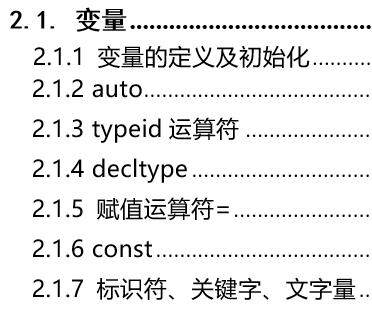 2.1. 变量.....................................
2.1.1 变量的定义及初始化..........
2.1.2 auto...................................
2.1.3 typeid 运算符 ...................
2.1.4 decltype............................
2.1.5 赋值运算符=.....................
2.1.6 const.................................
2.1.7 标识符、关键字、文字量..